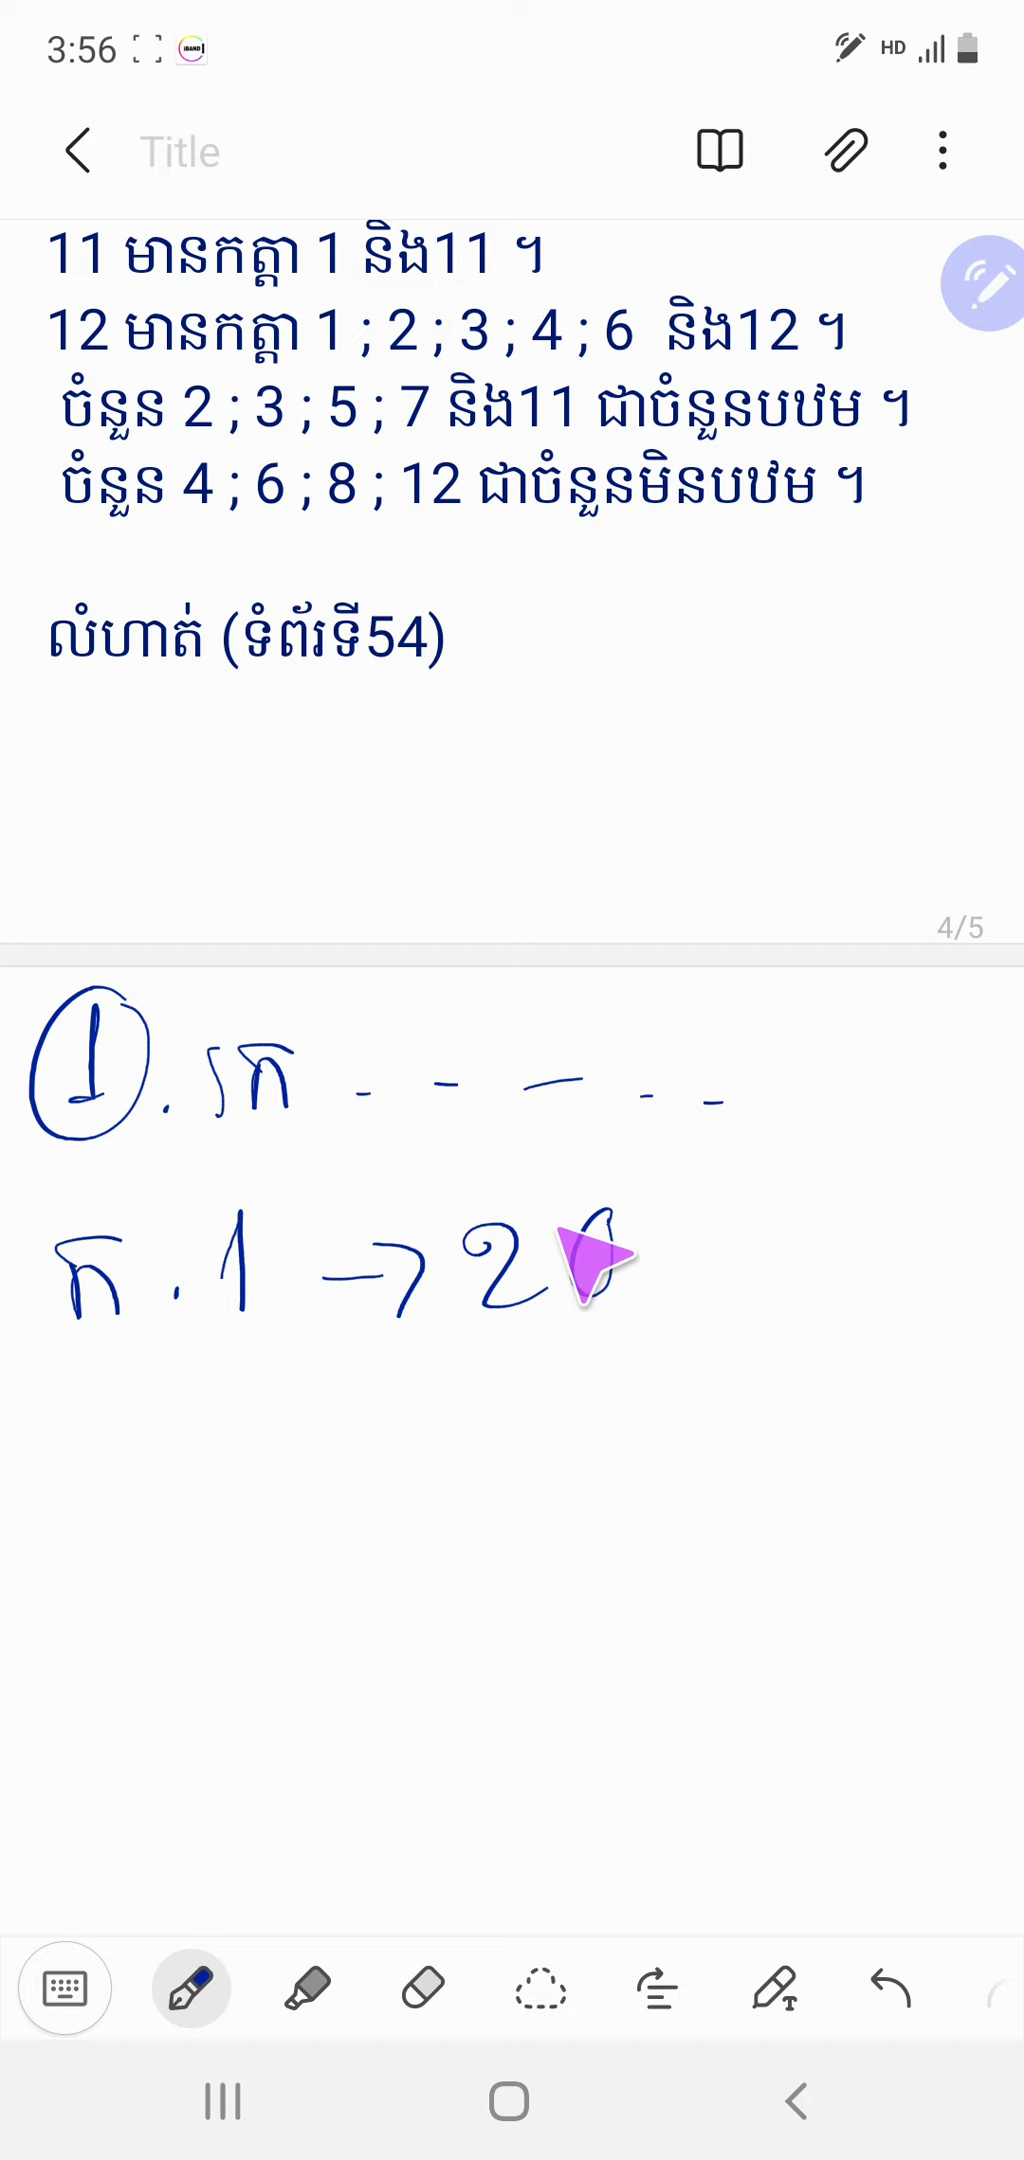 3:56 iBAND HD
Title
11 មានកត្តា 1 និង11 ។
12 មានកត្តា 1 ; 2 ; 3 ; 4 ; 6 និង12 ។
ចំនួន 2 ; 3 ; 5 ; 7 និង11 ជាចំនួនបឋម ។
ចំនួន 4 ; 6 ; 8 ; 12 ជាចំនួនមិនបឋម ។
លំហាត់ (ទំព័រទី54)
4/5
1. រក - - - - -
ក. 1 → 20